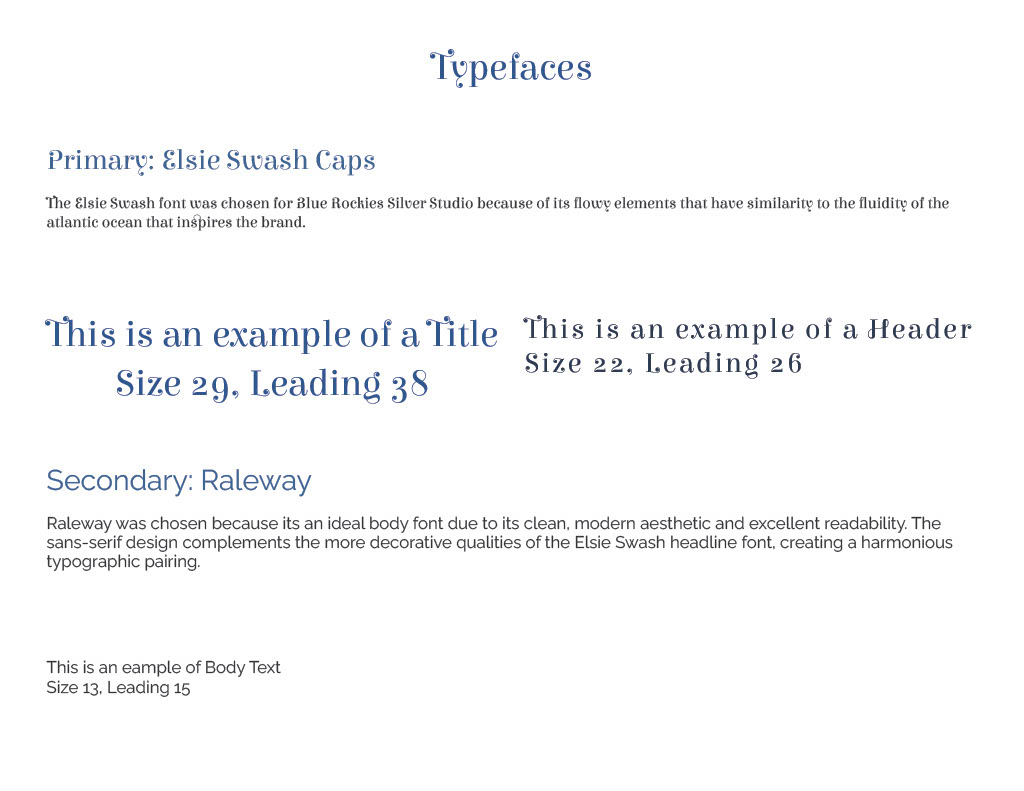 Typefaces
Primary: Elsie Swash Caps
The Elsie Swash font was chosen for Blue Rockies Silver Studio because of its flowy elements that have similarity to the fluidity of the
atlantic ocean that inspires the brand.
This is an example of a Title
Size 29, Leading 38
This is an example of a Header
Size 22, Leading 26
Secondary: Raleway
Raleway was chosen because its an ideal body font due to its clean, modern aesthetic and excellent readability. The
sans-serif design complements the more decorative qualities of the Elsie Swash headline font, creating a harmonious
typographic pairing.
This is an eample of Body Text
Size 13, Leading 15